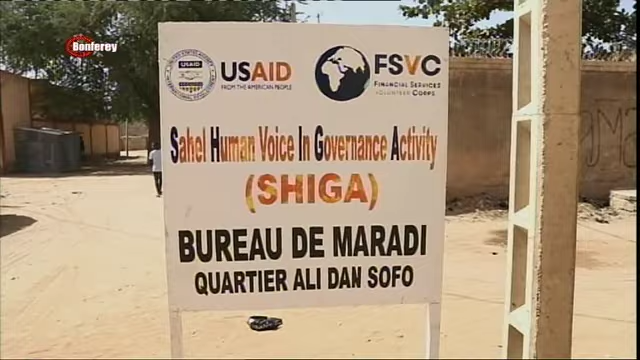 Bonferey
USAID
FROM THE AMERICAN PEOPLE
FSVC
FINANCIAL SERVICES
VOLUNTEER CORPS
Sahel Human Voice In Governance Activity
(SHIGA)
BUREAU DE MARADI
QUARTIER ALI DAN SOFO